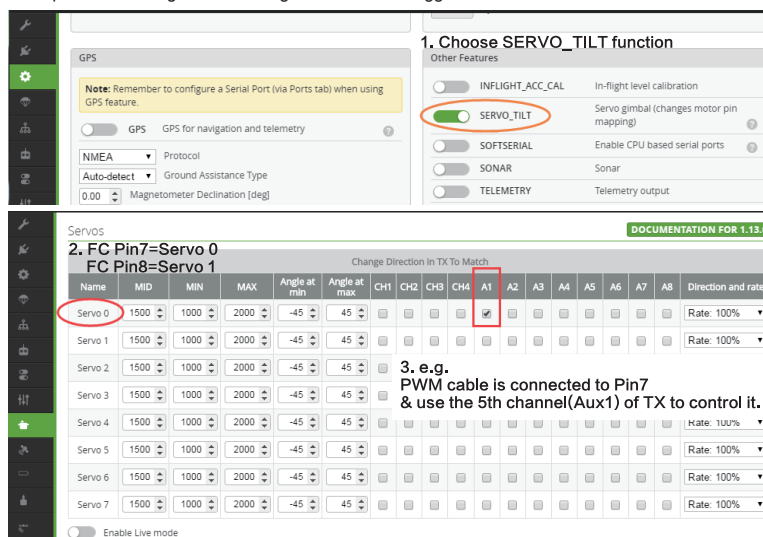 1. Choose SERVO_TILT function
GPS
Note: Remember to configure a Serial Port (via Ports tab) when using
GPS feature.
GPS GPS for navigation and telemetry
NMEA Protocol
Auto-detect Ground Assistance Type
0.00 Magnetometer Declination [deg]
Other Features
INFLIGHT_ACC_CAL In-flight level calibration
SERVO_TILT Servo gimbal (changes motor pin
mapping)
SOFTSERIAL Enable CPU based serial ports
SONAR Sonar
TELEMETRY Telemetry output
Servos
DOCUMENTATION FOR 1.13.
2. FC Pin7=Servo 0
FC Pin8=Servo 1
Change Direction in TX To Match
Name MID MIN MAX Angle at min Angle at max CH1 CH2 CH3 CH4 A1 A2 A3 A4 A5 A6 A7 A8 Direction and rate
Servo 0 1500 1000 2000 -45 45 Rate: 100%
Servo 1 1500 1000 2000 -45 45 Rate: 100%
Servo 2 1500 1000 2000 -45 45
3. e.g.
PWM cable is connected to Pin7
Servo 3 1500 1000 2000 -45 45
& use the 5th channel(Aux1) of TX to control it.
Servo 4 1500 1000 2000 -45 45 Rate: 100%
Servo 5 1500 1000 2000 -45 45 Rate: 100%
Servo 6 1500 1000 2000 -45 45 Rate: 100%
Servo 7 1500 1000 2000 -45 45 Rate: 100%
Enable Live mode